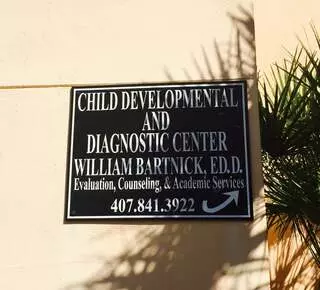 CHILD DEVELOPMENTAL
AND
DIAGNOSTIC CENTER
WILLIAM BARTNICK, ED.D.
Evaluation, Counseling, & Academic Services
407.841.3922